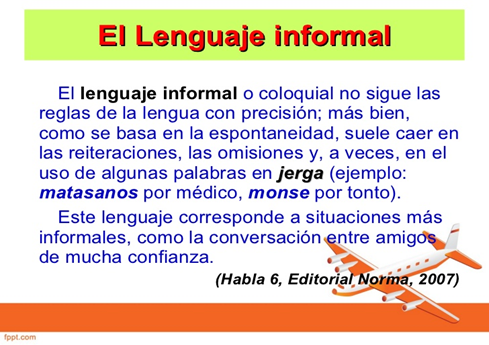 El Lenguaje informal
El lenguaje informal o coloquial no sigue las
reglas de la lengua con precisión; más bien,
como se basa en la espontaneidad, suele caer en
las reiteraciones, las omisiones y, a veces, en el
uso de algunas palabras en jerga (ejemplo:
matasanos por médico, monse por tonto).
Este lenguaje corresponde a situaciones más
informales, como la conversación entre amigos
de mucha confianza.
(Habla 6, Editorial Norma, 2007)
fppt.com